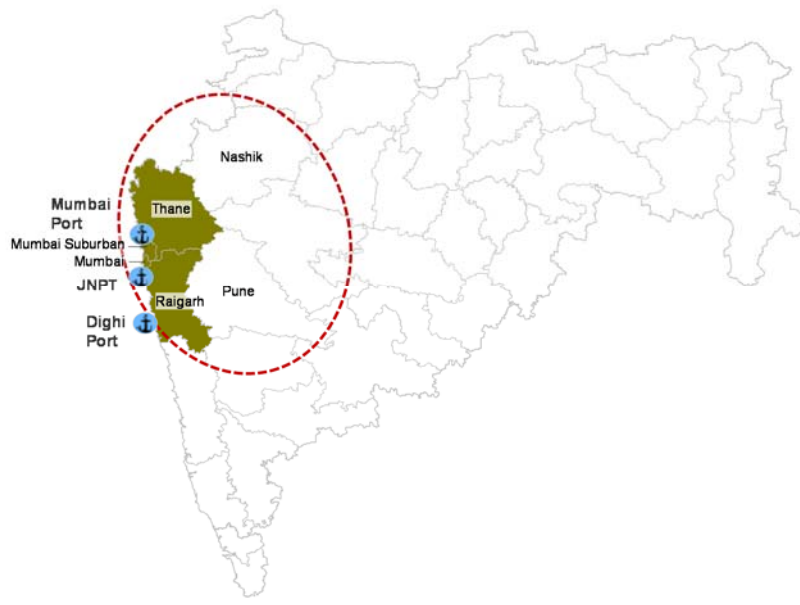 Nashik
Thane
Mumbai
Port
Mumbai Suburban
Mumbai
JNPT
Pune
Raigarh
Dighi
Port